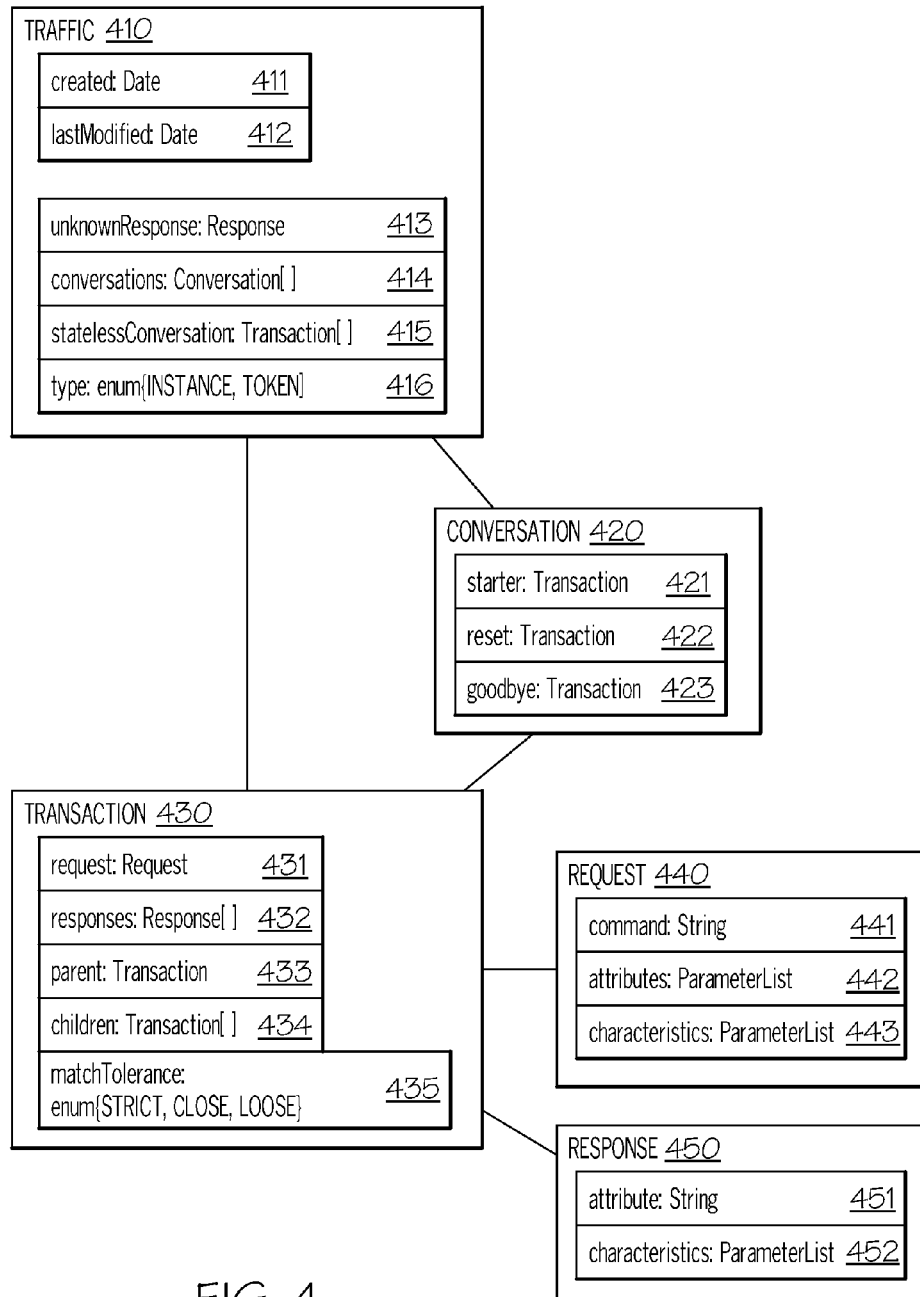 TRAFFIC 410
created: Date 411
lastModified: Date 412
unknownResponse: Response 413
conversations: Conversation[ ] 414
statelessConversation: Transaction[ ] 415
type: enum{INSTANCE, TOKEN] 416
CONVERSATION 420
starter: Transaction 421
reset: Transaction 422
goodbye: Transaction 423
TRANSACTION 430
request: Request 431
responses: Response[ ] 432
parent: Transaction 433
children: Transaction[ ] 434
matchTolerance:
enum{STRICT, CLOSE, LOOSE} 435
REQUEST 440
command: String 441
attributes: ParameterList 442
characteristics: ParameterList 443
RESPONSE 450
attribute: String 451
characteristics: ParameterList 452
FIG. 4